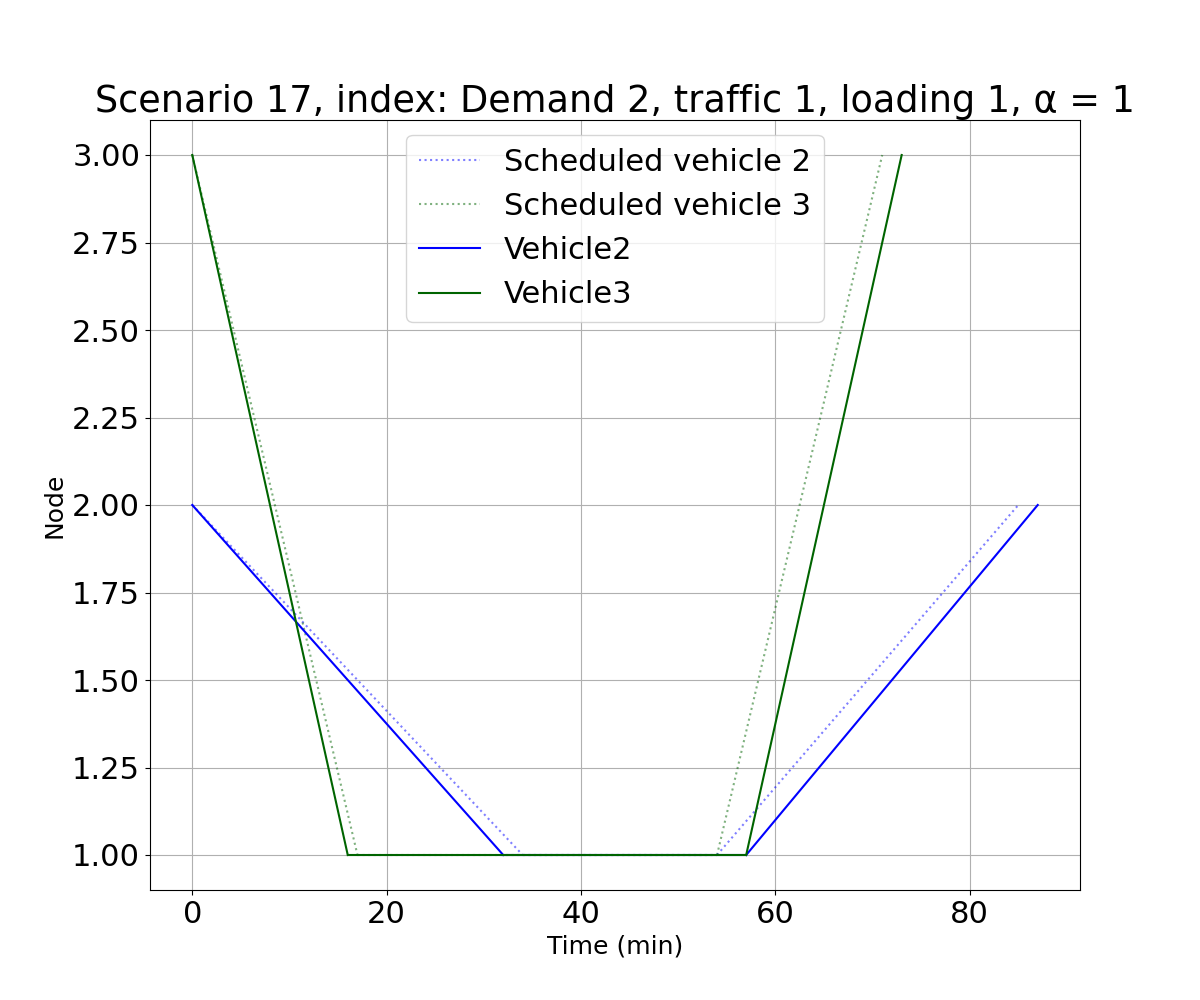 Scenario 17, index: Demand 2, traffic 1, loading 1, α = 1
Scheduled vehicle 2
Scheduled vehicle 3
Vehicle2
Vehicle3
3.00
2.75
2.50
2.25
2.00
1.75
1.50
1.25
1.00
Node
0 20 40 60 80
Time (min)